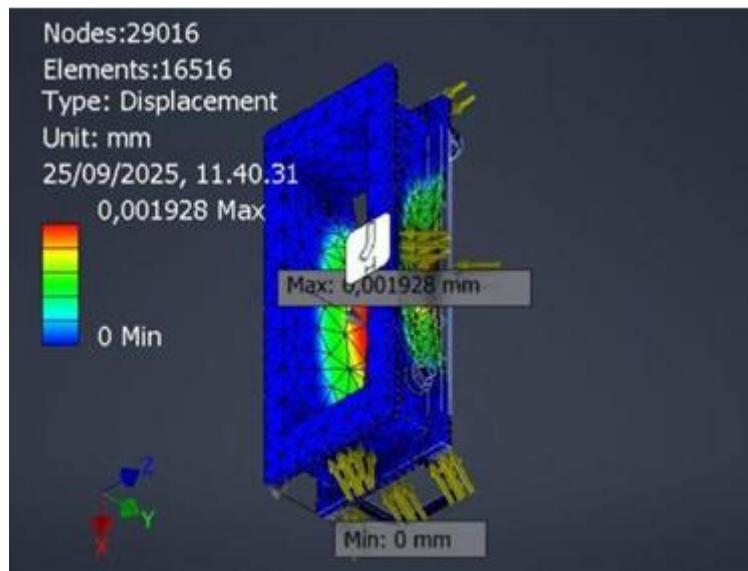 Nodes:29016
Elements:16516
Type: Displacement
Unit: mm
25/09/2025, 11.40.31
0,001928 Max
Max: 0,001928 mm
0 Min
Z
Y
X
Min: 0 mm